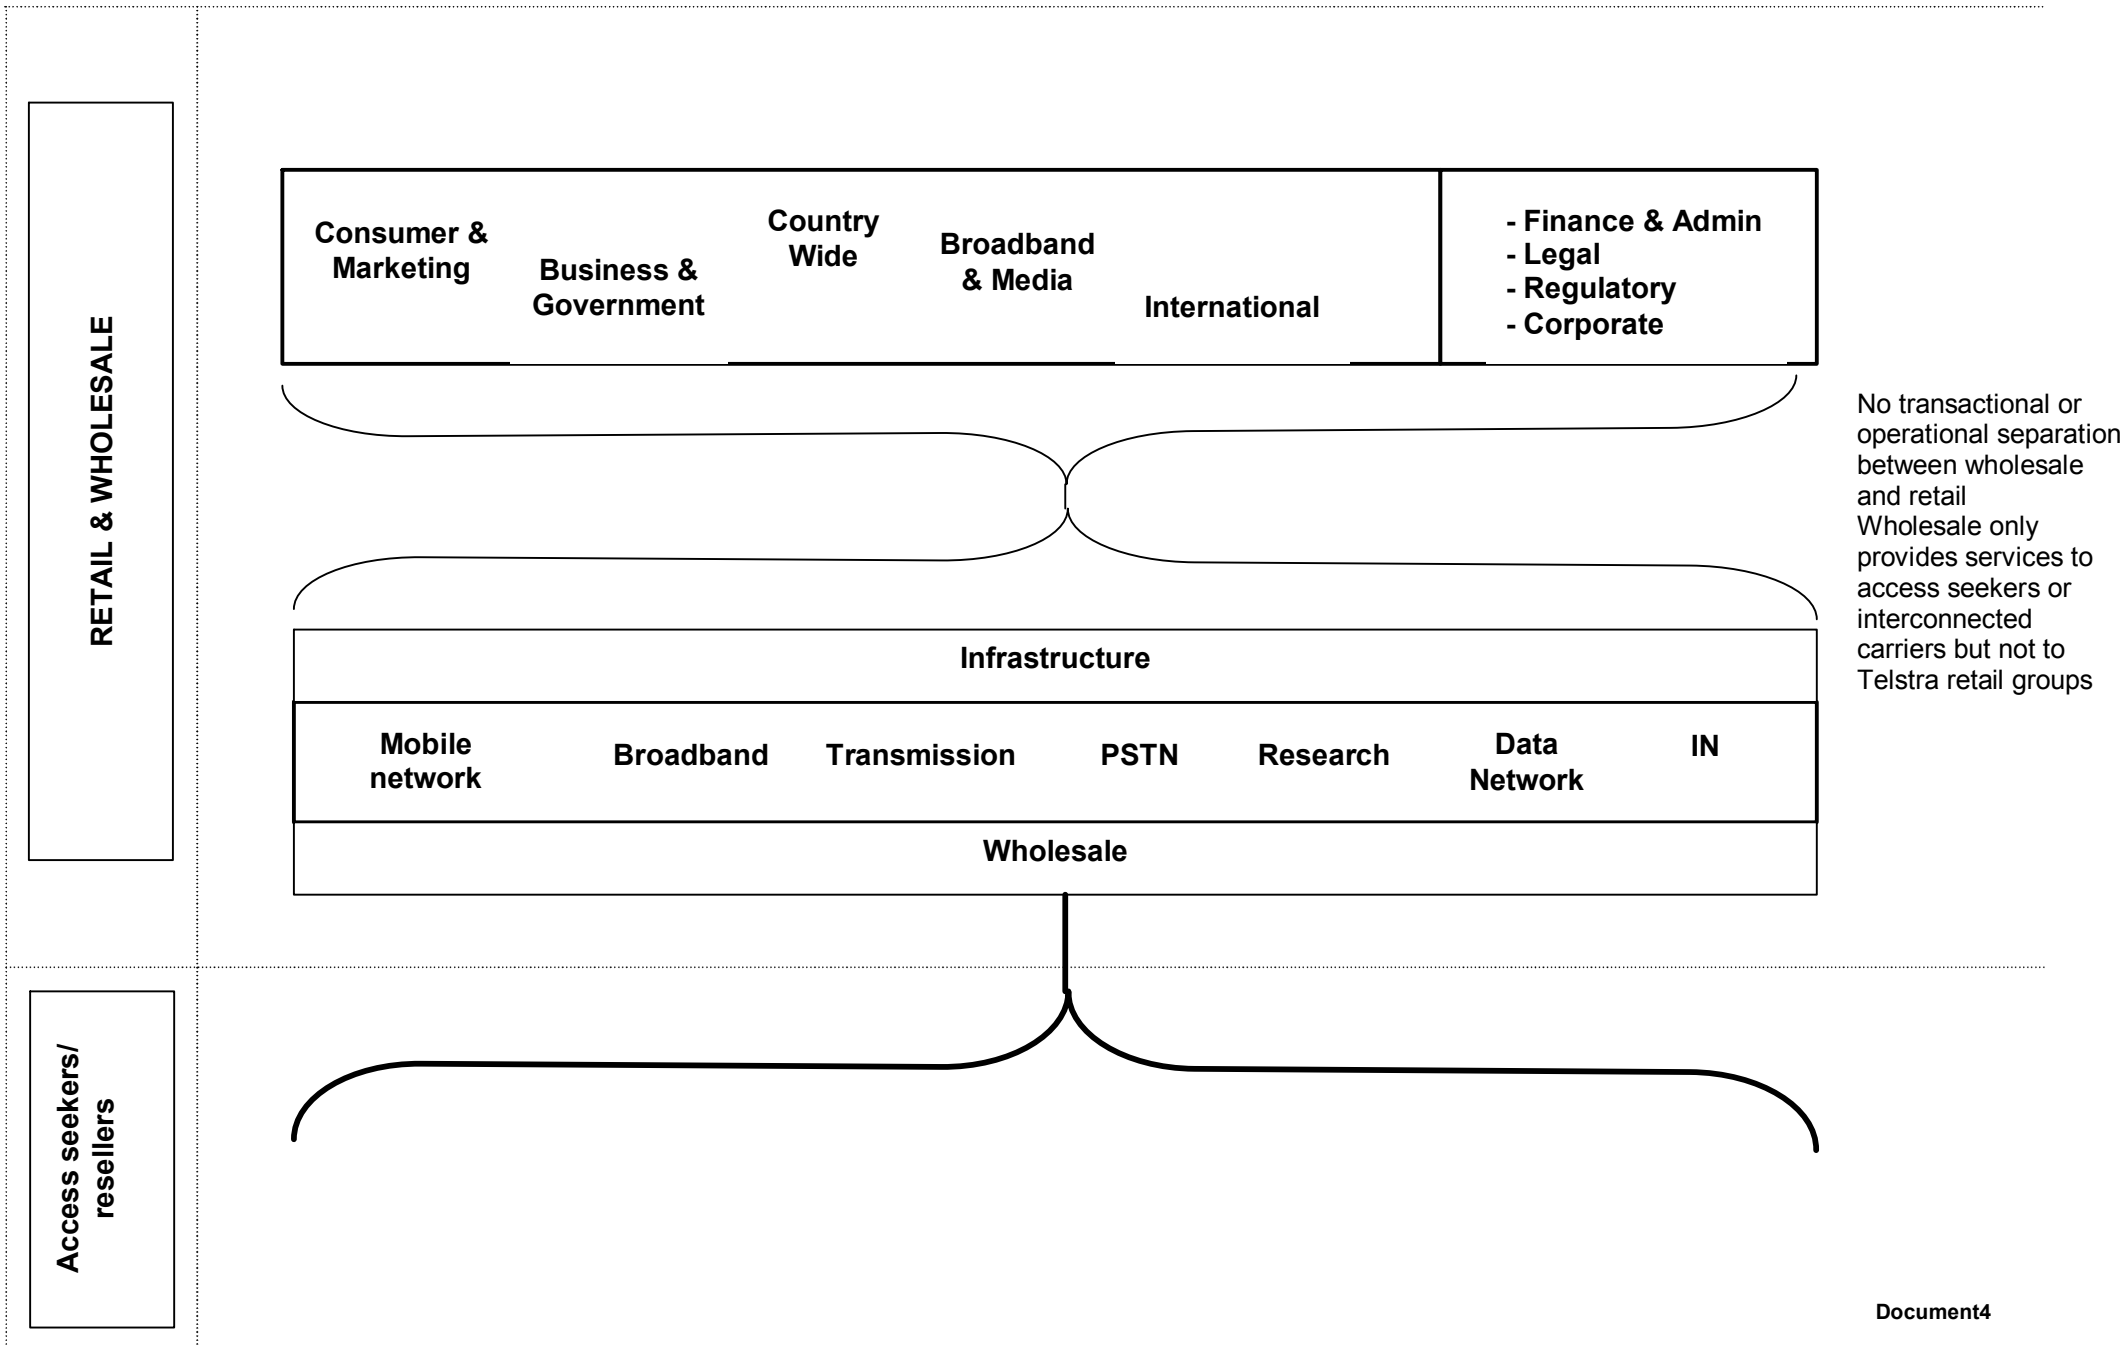 RETAIL & WHOLESALE
Consumer &
Marketing
Business &
Government
Country
Wide
Broadband
& Media
International
- Finance & Admin
- Legal
- Regulatory
- Corporate
No transactional or
operational separation
between wholesale
and retail
Wholesale only
provides services to
access seekers or
interconnected
carriers but not to
Telstra retail groups
Infrastructure
Mobile
network
Broadband
Transmission
PSTN
Research
Data
Network
IN
Wholesale
Access seekers/
resellers
Document4